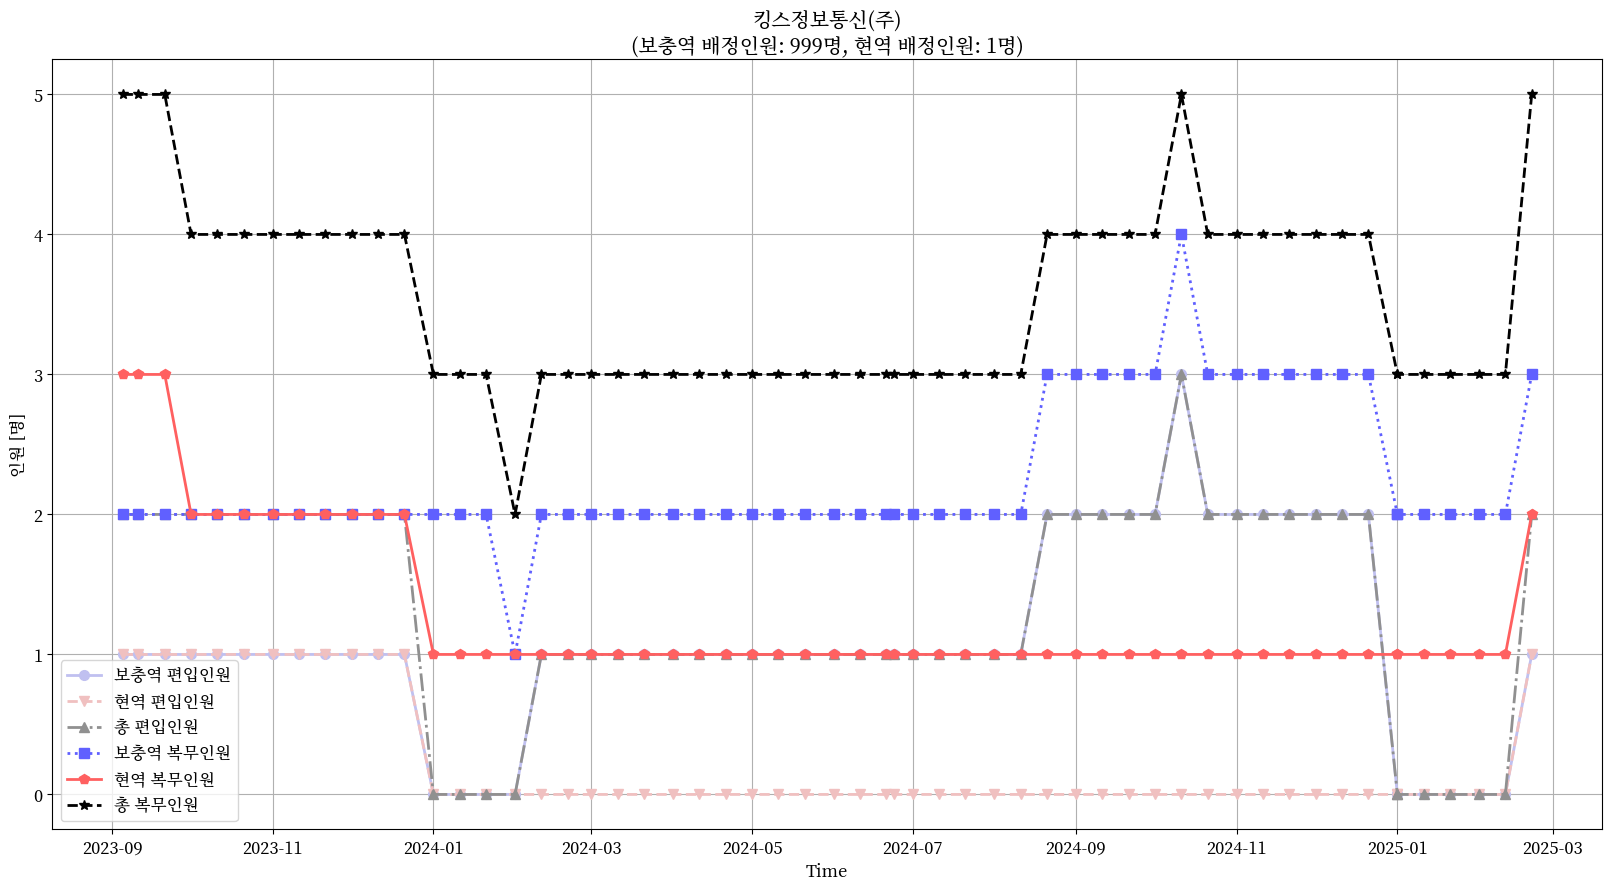 킹스정보통신(주)
(보충역 배정인원: 999명, 현역 배정인원: 1명)
인원 [명]
5
4
3
2
1
0
보충역 편입인원
현역 편입인원
총 편입인원
보충역 복무인원
현역 복무인원
총 복무인원
2023-09
2023-11
2024-01
2024-03
2024-05
2024-07
2024-09
2024-11
2025-01
2025-03
Time